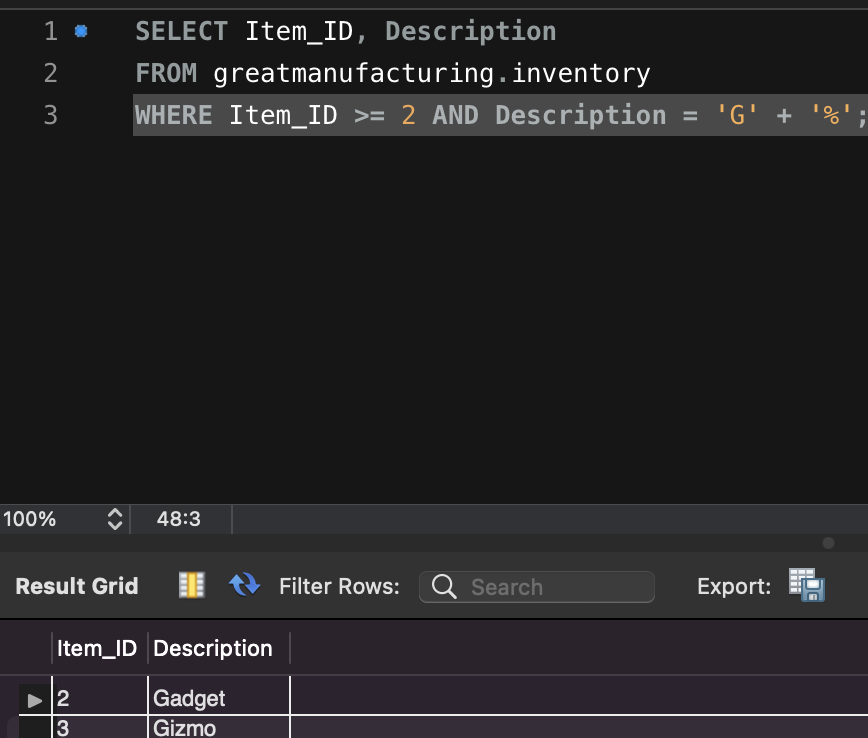 1 SELECT Item_ID, Description
2 FROM greatmanufacturing.inventory
3 WHERE Item_ID >= 2 AND Description = 'G' + '%';
100% 48:3
Result Grid Filter Rows: Search Export:
Item_ID Description
2 Gadget
3 Gizmo